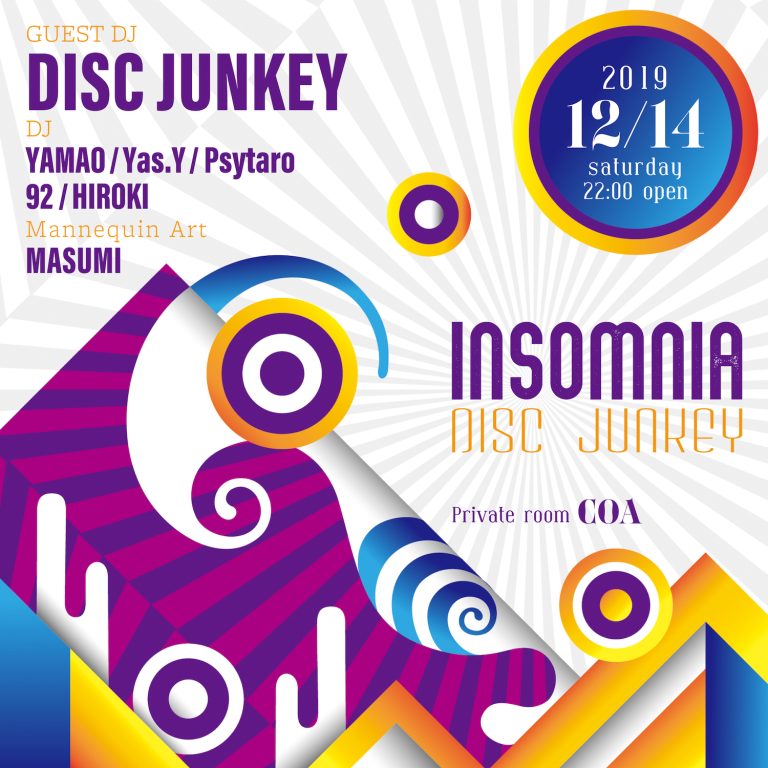 GUEST DJ
DISC JUNKEY
DJ
YAMAO / Yas.Y / Psytaro
92 / HIROKI
Mannequin Art
MASUMI
2019
12/14
saturday
22:00 open
INSOMNIA
DISC JUNKEY
Private room COA